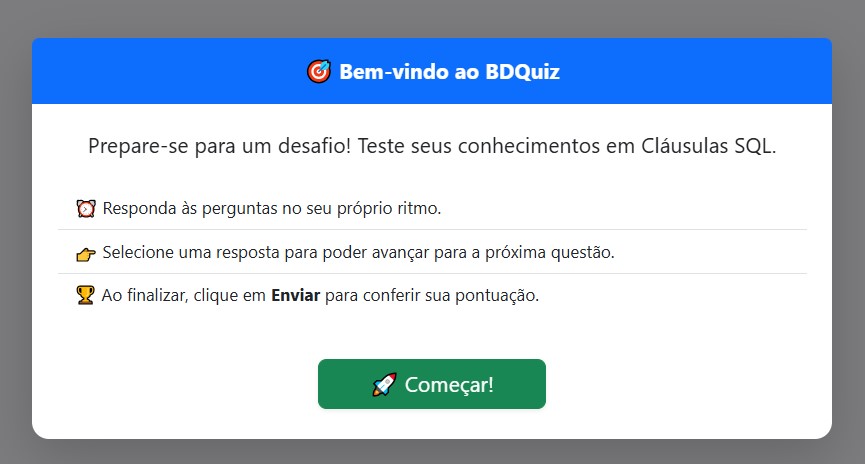 🎯 Bem-vindo ao BDQuiz
Prepare-se para um desafio! Teste seus conhecimentos em Cláusulas SQL.
⏰ Responda às perguntas no seu próprio ritmo.
👉 Selecione uma resposta para poder avançar para a próxima questão.
🏆 Ao finalizar, clique em Enviar para conferir sua pontuação.
🚀 Começar!